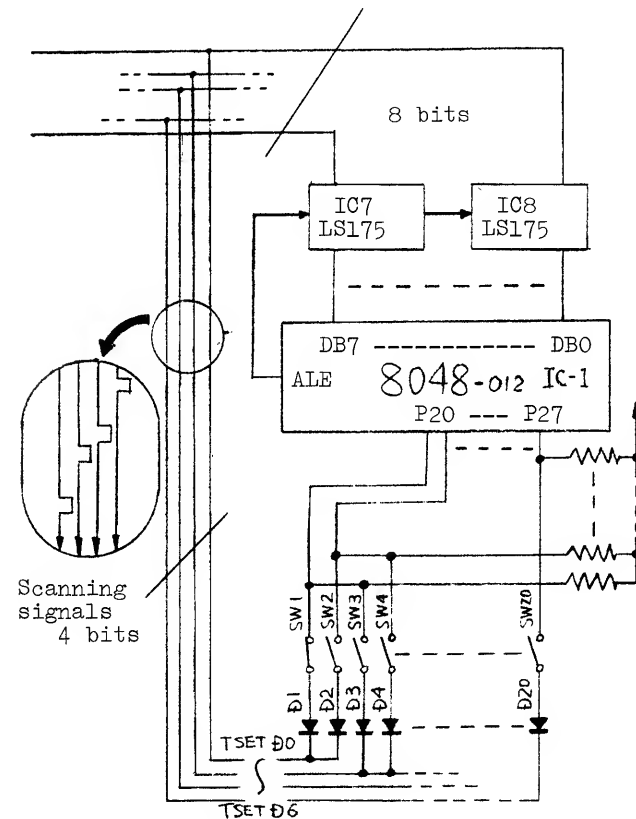 8 bits
IC7
LS175
IC8
LS175
DB7 DB0
ALE 8048-012 IC-1
P20 --- P27
Scanning
signals
4 bits
SW1 SW2 SW3 SW4 SW20
D1 D2 D3 D4 D20
TSET D0
TSET D6